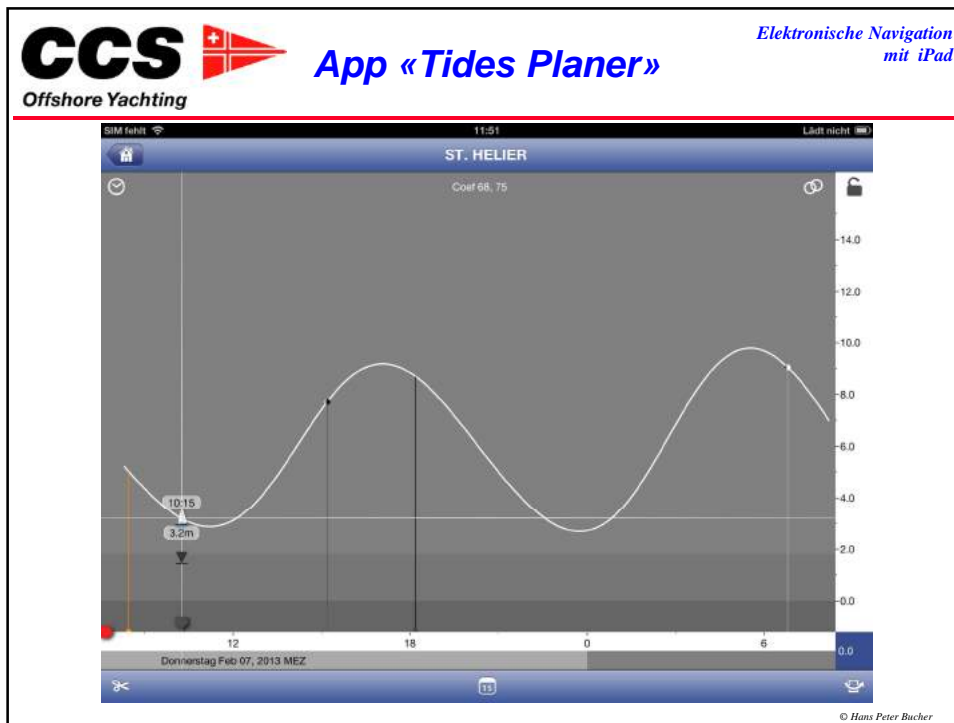 CCS
Offshore Yachting
App «Tides Planer»
Elektronische Navigation
mit iPad
SIM fehlt
11:51
Lädt nicht
ST. HELIER
Coef 68, 75
14.0
12.0
10.0
8.0
6.0
4.0
2.0
0.0
10:15
3.2m
12
18
0
6
0.0
Donnerstag Feb 07, 2013 MEZ
15
© Hans Peter Bucher